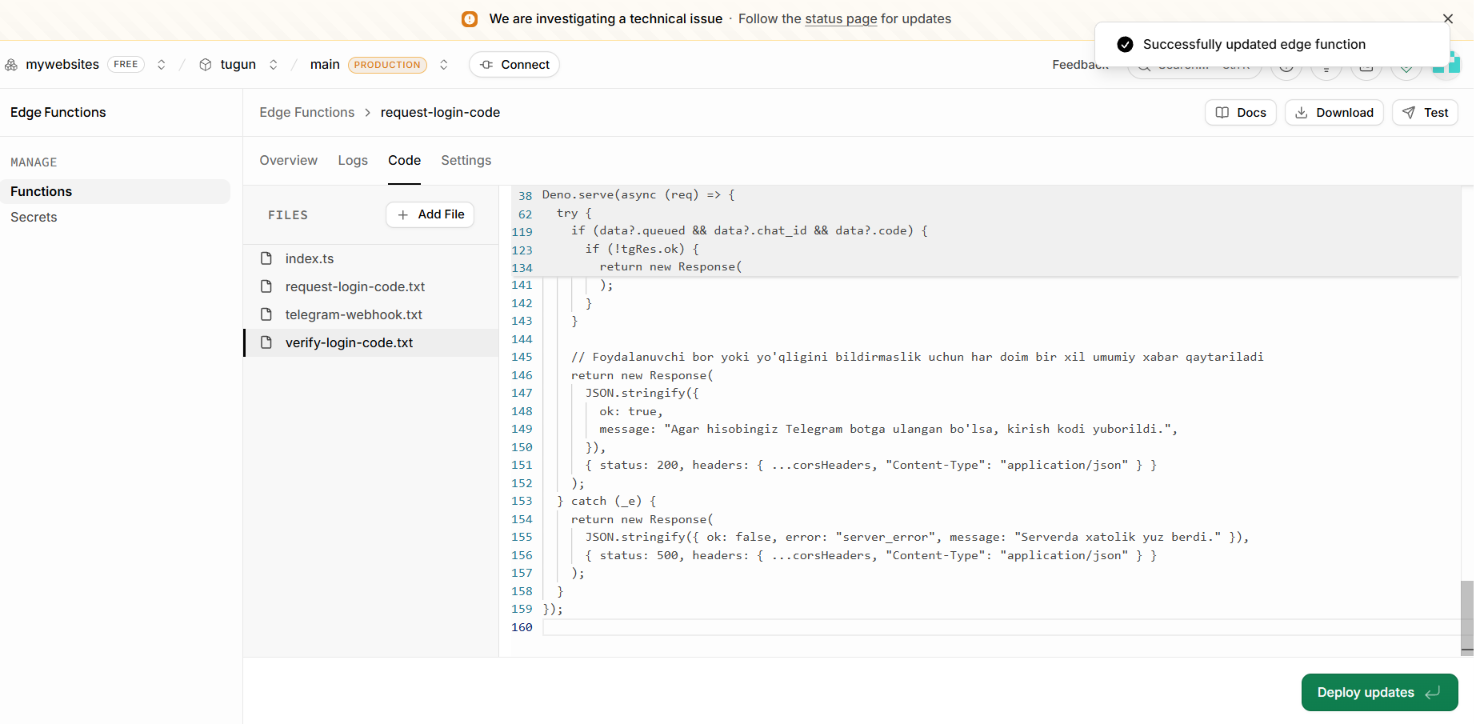 We are investigating a technical issue · Follow the status page for updates
Successfully updated edge function
mywebsites FREE / tugun / main PRODUCTION Connect
Feedback
Edge Functions
Edge Functions > request-login-code
Docs Download Test
MANAGE
Functions
Secrets
Overview Logs Code Settings
FILES
+ Add File
index.ts
request-login-code.txt
telegram-webhook.txt
verify-login-code.txt
38 Deno.serve(async (req) => {
62 try {
119 if (data?.queued && data?.chat_id && data?.code) {
123 if (!tgRes.ok) {
134 return new Response(
141 );
142 }
143 }
144
145 // Foydalanuvchi bor yoki yo'qligini bildirmaslik uchun har doim bir xil umumiy xabar qaytariladi
146 return new Response(
147 JSON.stringify({
148 ok: true,
149 message: "Agar hisobingiz Telegram botga ulangan bo'lsa, kirish kodi yuborildi.",
150 }),
151 { status: 200, headers: { ...corsHeaders, "Content-Type": "application/json" } }
152 );
153 } catch (_e) {
154 return new Response(
155 JSON.stringify({ ok: false, error: "server_error", message: "Serverda xatolik yuz berdi." }),
156 { status: 500, headers: { ...corsHeaders, "Content-Type": "application/json" } }
157 );
158 }
159 });
160
Deploy updates